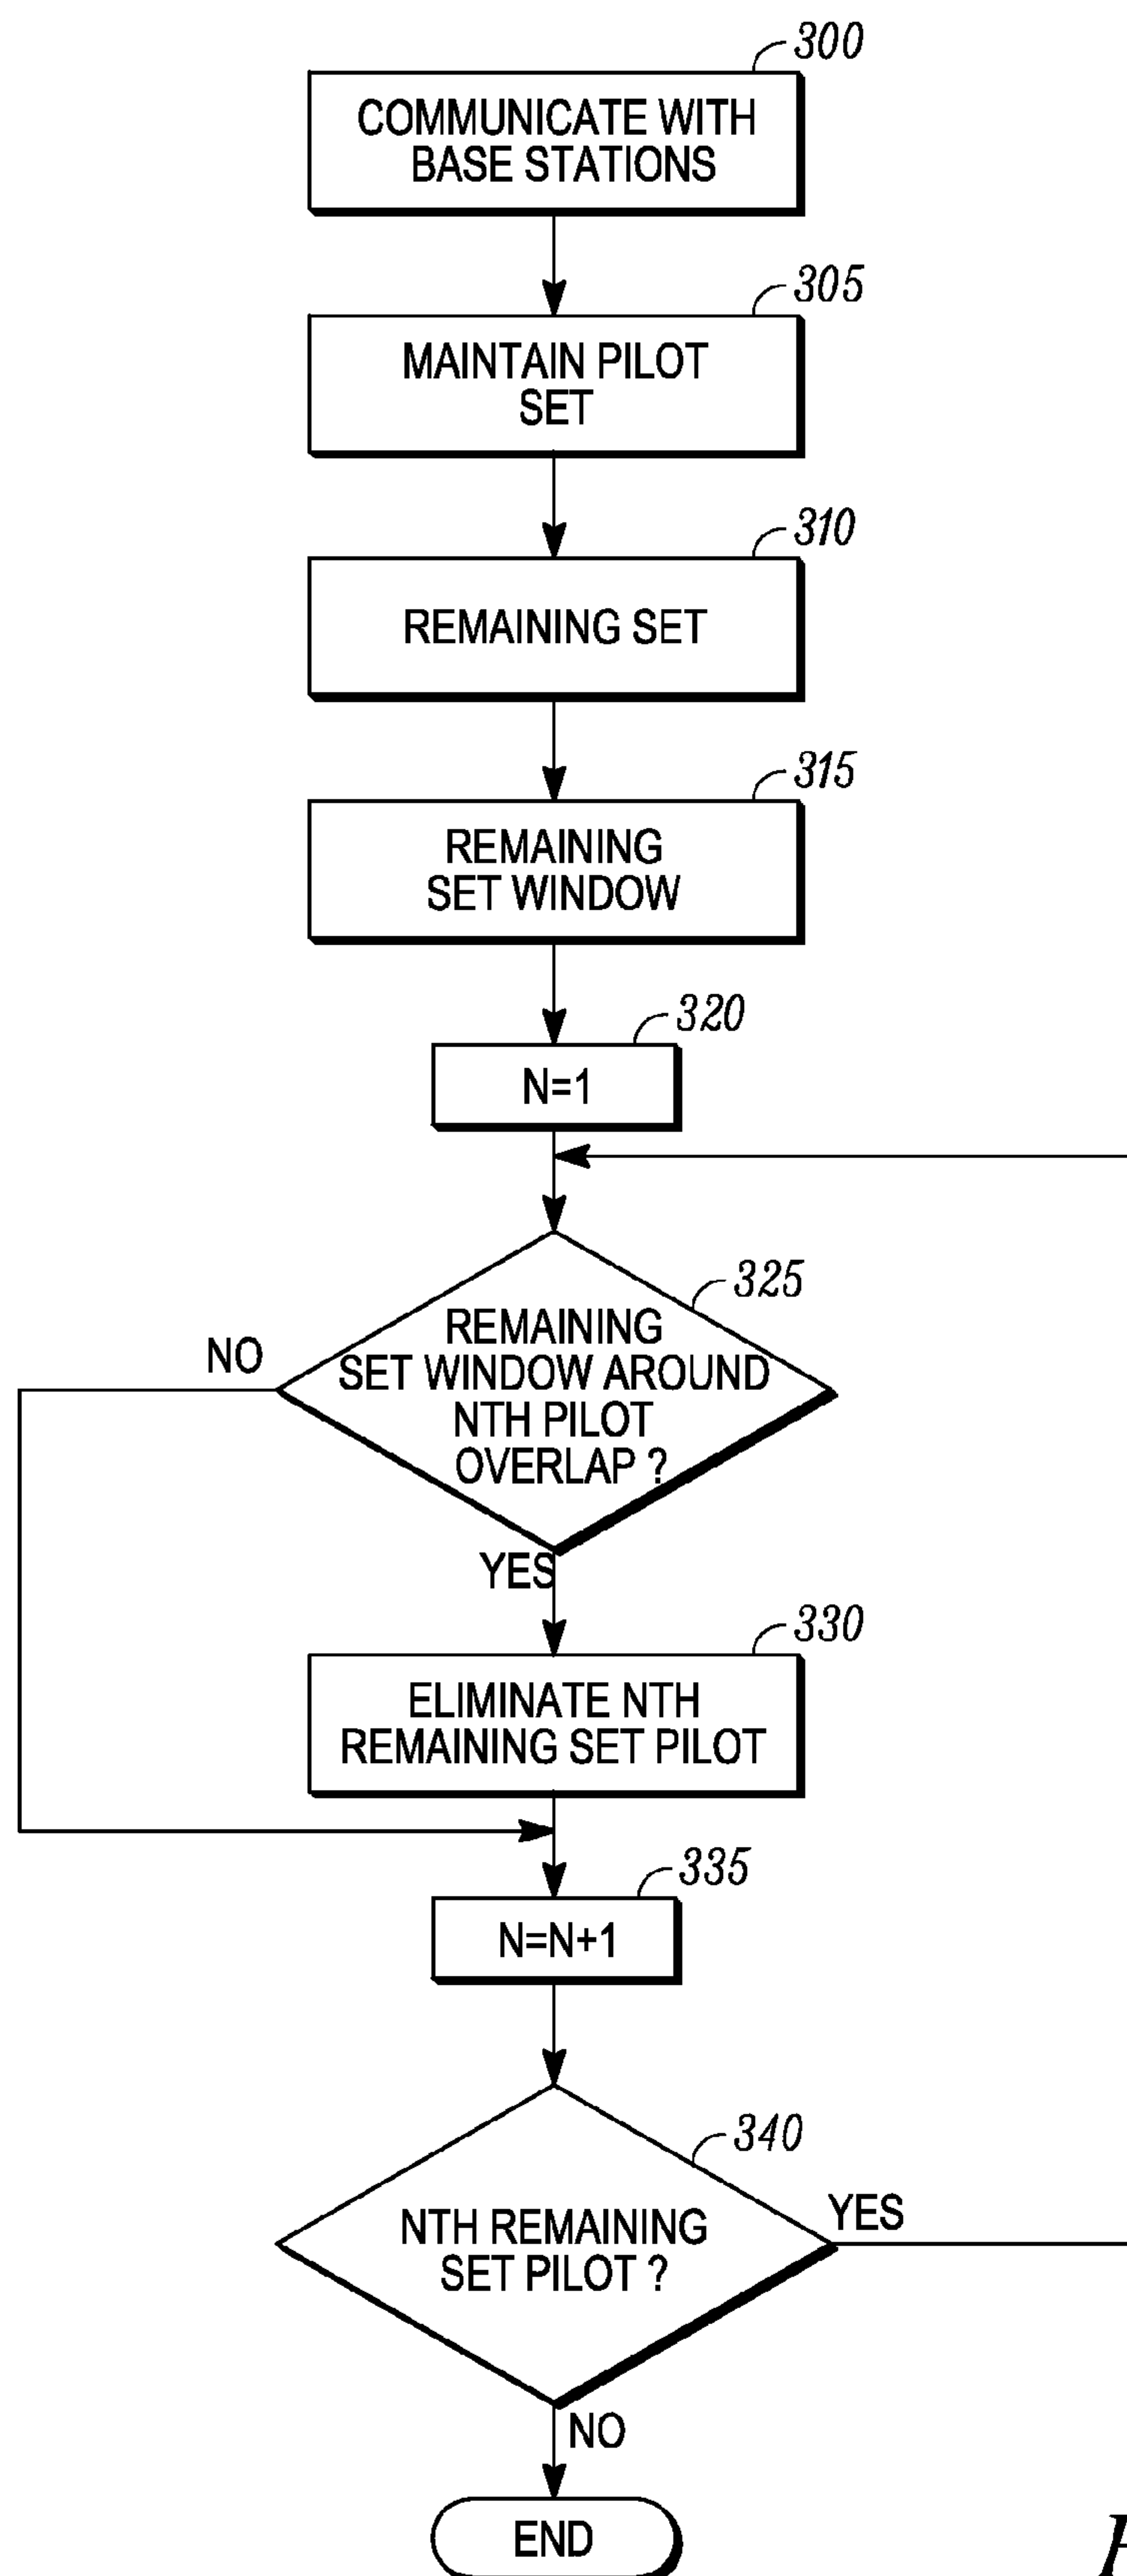 300
COMMUNICATE WITH
BASE STATIONS
305
MAINTAIN PILOT
SET
310
REMAINING SET
315
REMAINING
SET WINDOW
320
N=1
325
REMAINING
SET WINDOW AROUND
NTH PILOT
OVERLAP ?
NO
YES
330
ELIMINATE NTH
REMAINING SET PILOT
335
N=N+1
340
NTH REMAINING
SET PILOT ?
YES
NO
END